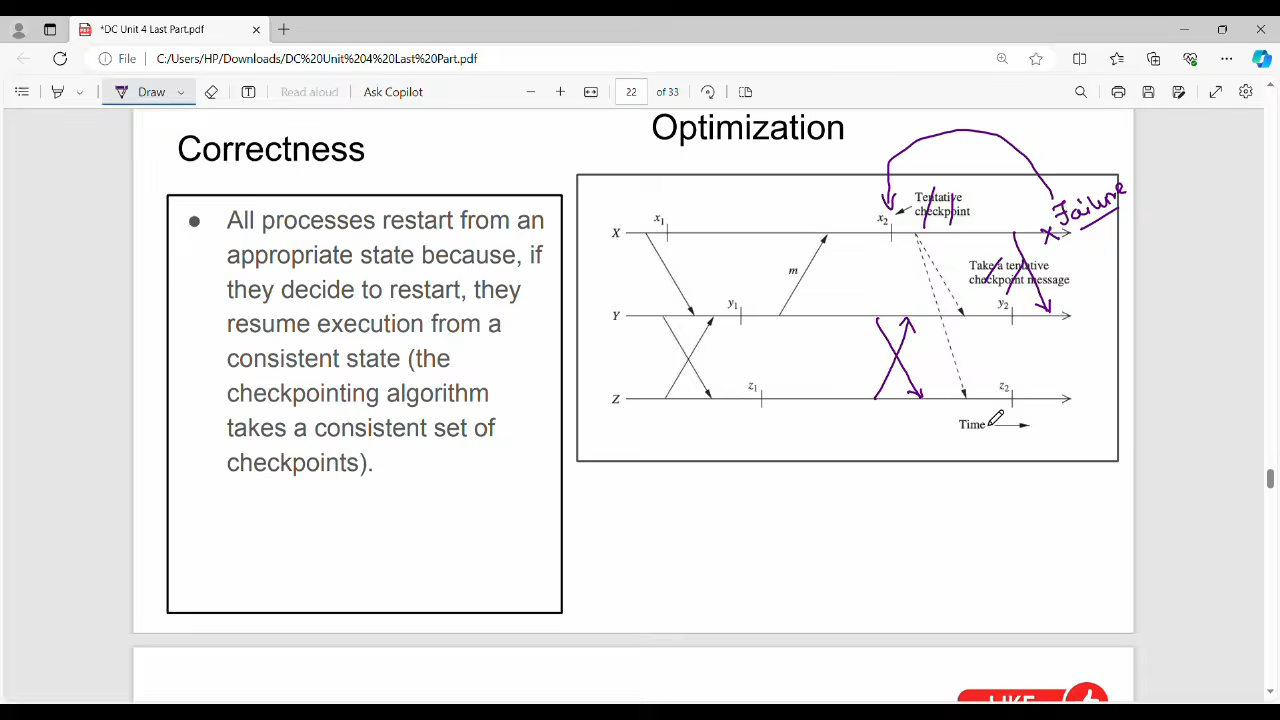 *DC Unit 4 Last Part.pdf
File C:/Users/HP/Downloads/DC%20Unit%204%20Last%20Part.pdf
Draw Read aloud Ask Copilot 22 of 33
Correctness
● All processes restart from an
appropriate state because, if
they decide to restart, they
resume execution from a
consistent state (the
checkpointing algorithm
takes a consistent set of
checkpoints).
Optimization
Tentative
checkpoint
Failure
x1 x2
X
Take a tentative
checkpoint message
m
y1 y2
Y
z1 z2
Z
Time
LIKE